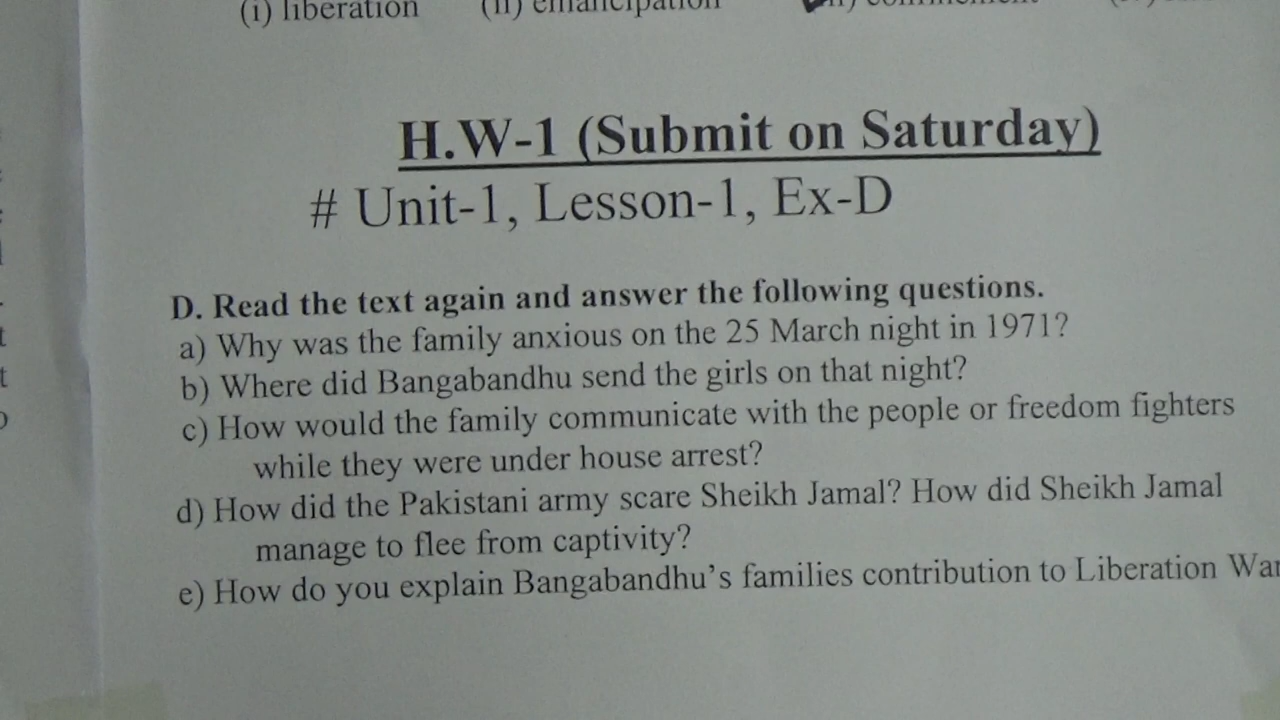 (i) liberation (ii) emancipation
H.W-1 (Submit on Saturday)
# Unit-1, Lesson-1, Ex-D
D. Read the text again and answer the following questions.
a) Why was the family anxious on the 25 March night in 1971?
b) Where did Bangabandhu send the girls on that night?
c) How would the family communicate with the people or freedom fighters
while they were under house arrest?
d) How did the Pakistani army scare Sheikh Jamal? How did Sheikh Jamal
manage to flee from captivity?
e) How do you explain Bangabandhu's families contribution to Liberation War